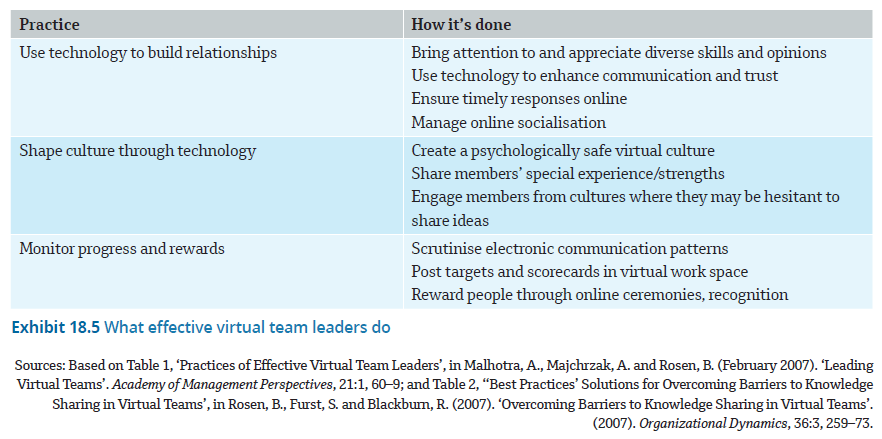 Practice
How it's done
Use technology to build relationships
Bring attention to and appreciate diverse skills and opinions
Use technology to enhance communication and trust
Ensure timely responses online
Manage online socialisation
Shape culture through technology
Create a psychologically safe virtual culture
Share members' special experience/strengths
Engage members from cultures where they may be hesitant to
share ideas
Monitor progress and rewards
Scrutinise electronic communication patterns
Post targets and scorecards in virtual work space
Reward people through online ceremonies, recognition
Exhibit 18.5 What effective virtual team leaders do
Sources: Based on Table 1, ‘Practices of Effective Virtual Team Leaders’, in Malhotra, A., Majchrzak, A. and Rosen, B. (February 2007). ‘Leading
Virtual Teams’. Academy of Management Perspectives, 21:1, 60–9; and Table 2, “Best Practices’ Solutions for Overcoming Barriers to Knowledge
Sharing in Virtual Teams’, in Rosen, B., Furst, S. and Blackburn, R. (2007). ‘Overcoming Barriers to Knowledge Sharing in Virtual Teams’.
(2007). Organizational Dynamics, 36:3, 259–73.